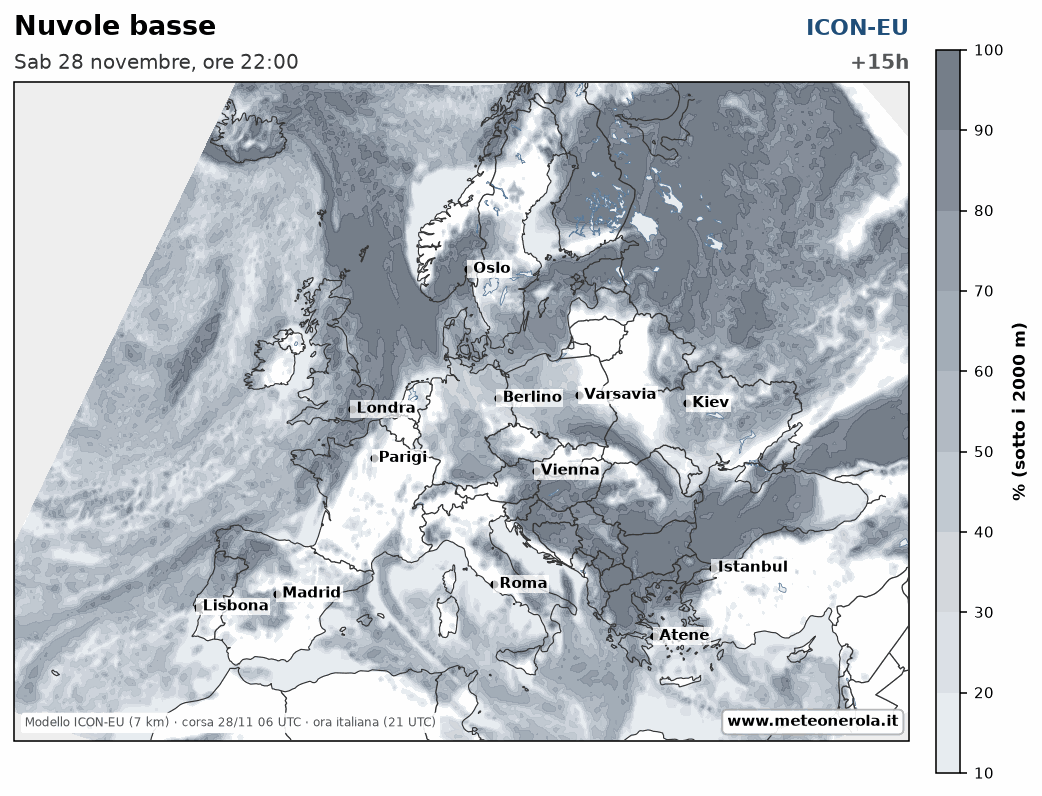 Nuvole basse
ICON-EU
Sab 28 novembre, ore 22:00
+15h
100
90
80
70
60
50
40
30
20
10
% (sotto i 2000 m)
Oslo
Londra
Berlino
Varsavia
Kiev
Parigi
Vienna
Istanbul
Roma
Madrid
Lisbona
Atene
Modello ICON-EU (7 km) · corsa 28/11 06 UTC · ora italiana (21 UTC)
www.meteonerola.it